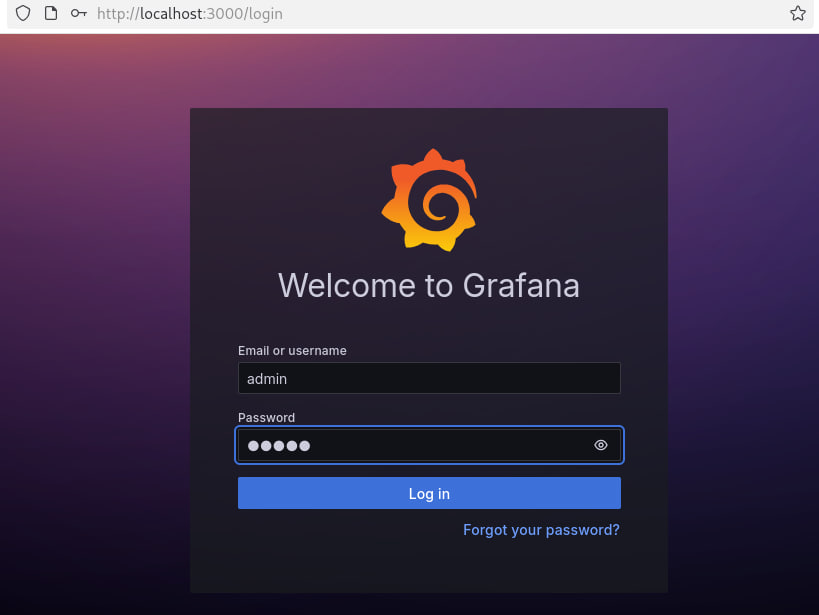 http://localhost:3000/login
Welcome to Grafana
Email or username
admin
Password
●●●●●
Log in
Forgot your password?